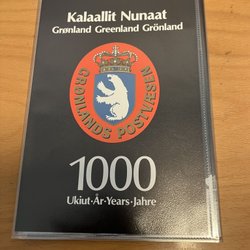 Kalaallit Nunaat
Grønland Greenland Grönland
GRØNLANDS POSTVÆSEN
1000
Ukiut·År·Years·Jahre